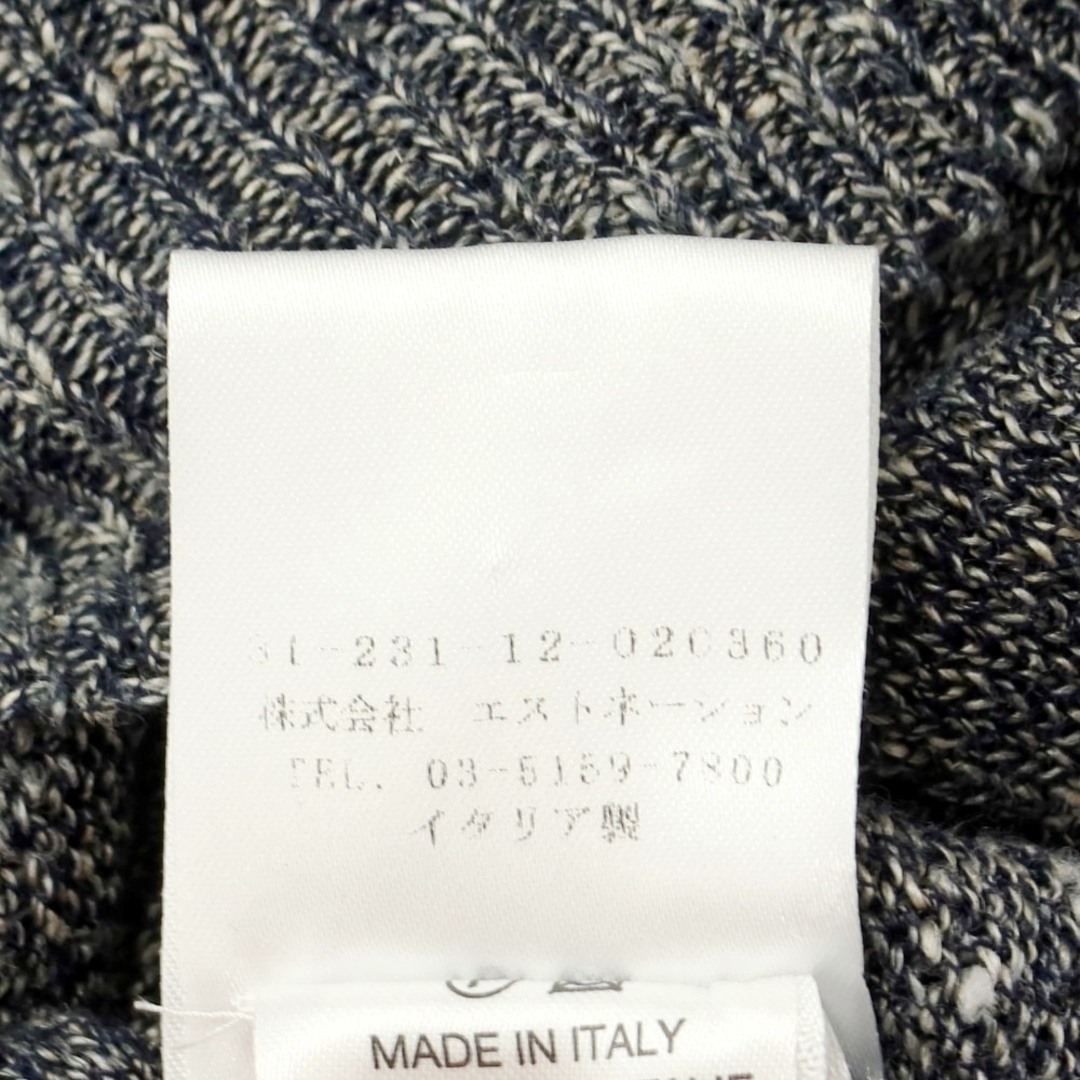 31-231-12-020360
株式会社 エストネーション
TEL. 03-5159-7800
イタリア製
MADE IN ITALY